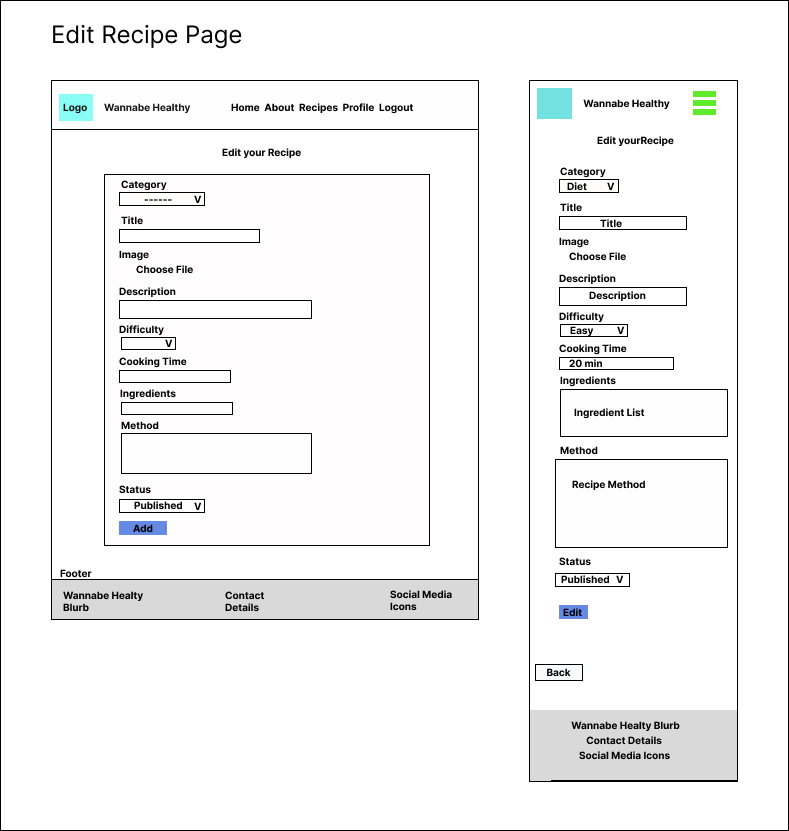 Edit Recipe Page
Logo Wannabe Healthy Home About Recipes Profile Logout
Edit your Recipe
Category
------ V
Title
Image
Choose File
Description
Difficulty
V
Cooking Time
Ingredients
Method
Status
Published V
Add
Footer
Wannabe Healty
Blurb
Contact
Details
Social Media
Icons
Wannabe Healthy
Edit yourRecipe
Category
Diet V
Title
Title
Image
Choose File
Description
Description
Difficulty
Easy V
Cooking Time
20 min
Ingredients
Ingredient List
Method
Recipe Method
Status
Published V
Edit
Back
Wannabe Healty Blurb
Contact Details
Social Media Icons